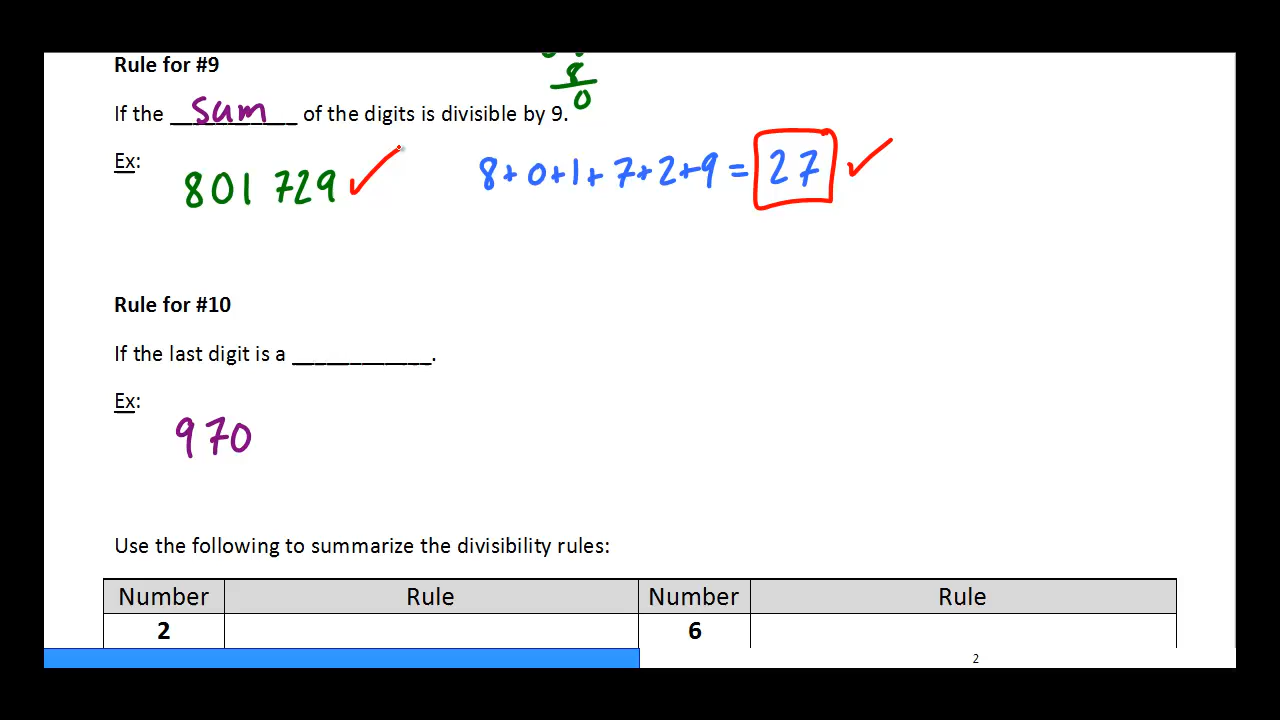 8
0
Rule for #9
If the sum of the digits is divisible by 9.
Ex:
801 729 8+0+1+7+2+9 = 27
Rule for #10
If the last digit is a ____________.
Ex:
970
Use the following to summarize the divisibility rules:
Number Rule Number Rule
2 6
2